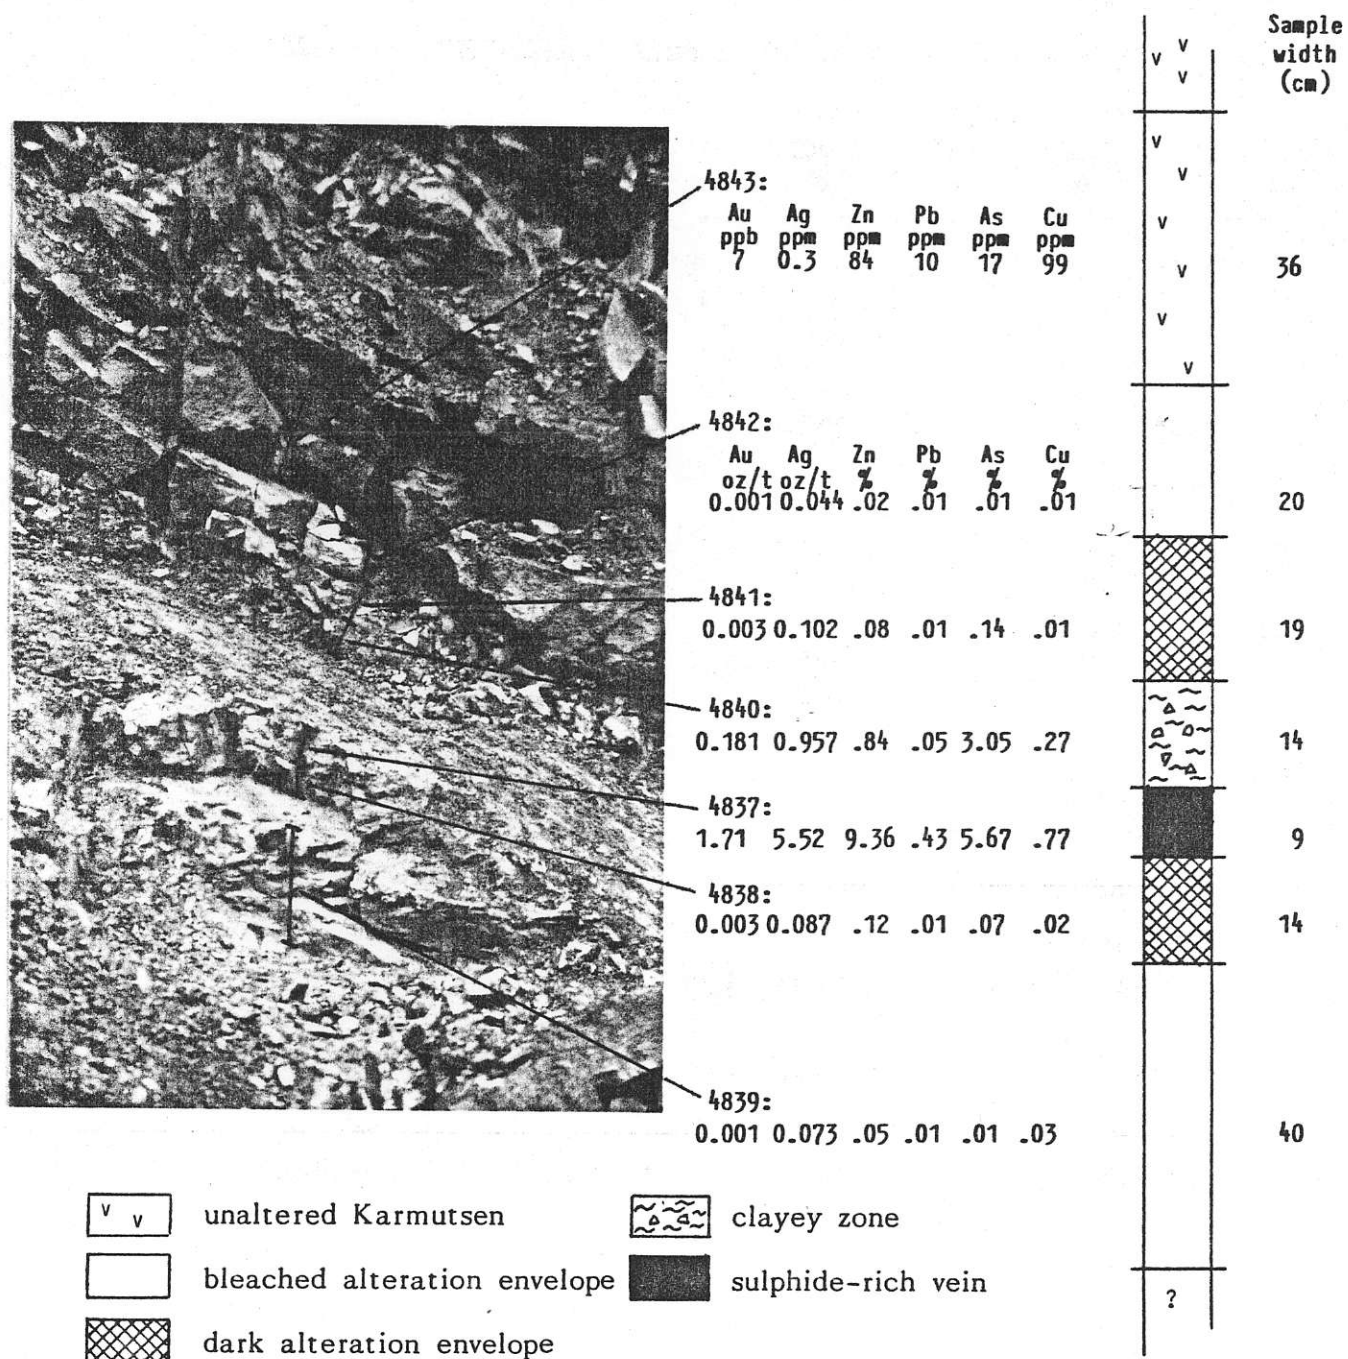 Sample
width
(cm)
4843:
Au Ag Zn Pb As Cu
ppb ppm ppm ppm ppm ppm
7 0.3 84 10 17 99
36
4842:
Au Ag Zn Pb As Cu
oz/t oz/t % % % %
0.001 0.044 .02 .01 .01 .01
20
4841:
0.003 0.102 .08 .01 .14 .01
19
4840:
0.181 0.957 .84 .05 3.05 .27
14
4837:
1.71 5.52 9.36 .43 5.67 .77
9
4838:
0.003 0.087 .12 .01 .07 .02
14
4839:
0.001 0.073 .05 .01 .01 .03
40
?
v v unaltered Karmutsen
clayey zone
bleached alteration envelope
sulphide-rich vein
dark alteration envelope